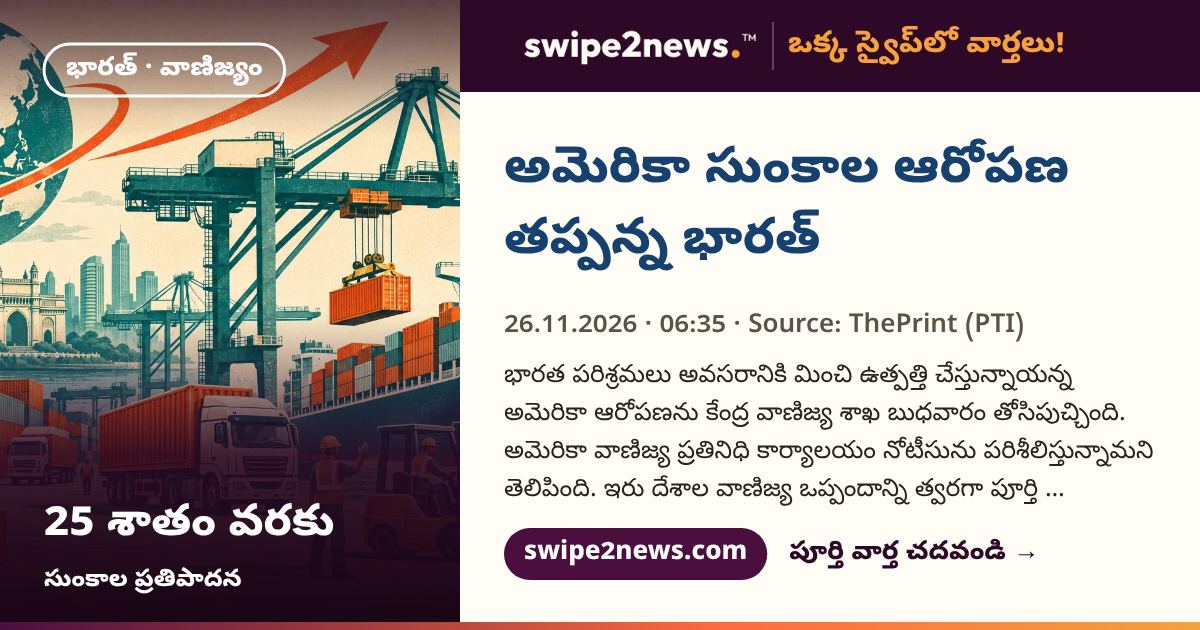 భారత్ · వాణిజ్యం
25 శాతం వరకు
సుంకాల ప్రతిపాదన
swipe2news.™ | ఒక్క స్వైప్‌లో వార్తలు!
అమెరికా సుంకాల ఆరోపణ
తప్పన్న భారత్
26.11.2026 · 06:35 · Source: ThePrint (PTI)
భారత పరిశ్రమలు అవసరానికి మించి ఉత్పత్తి చేస్తున్నాయన్న
అమెరికా ఆరోపణను కేంద్ర వాణిజ్య శాఖ బుధవారం తోసిపుచ్చింది.
అమెరికా వాణిజ్య ప్రతినిధి కార్యాలయం నోటీసును పరిశీలిస్తున్నామని
తెలిపింది. ఇరు దేశాల వాణిజ్య ఒప్పందాన్ని త్వరగా పూర్తి ...
swipe2news.com పూర్తి వార్త చదవండి →